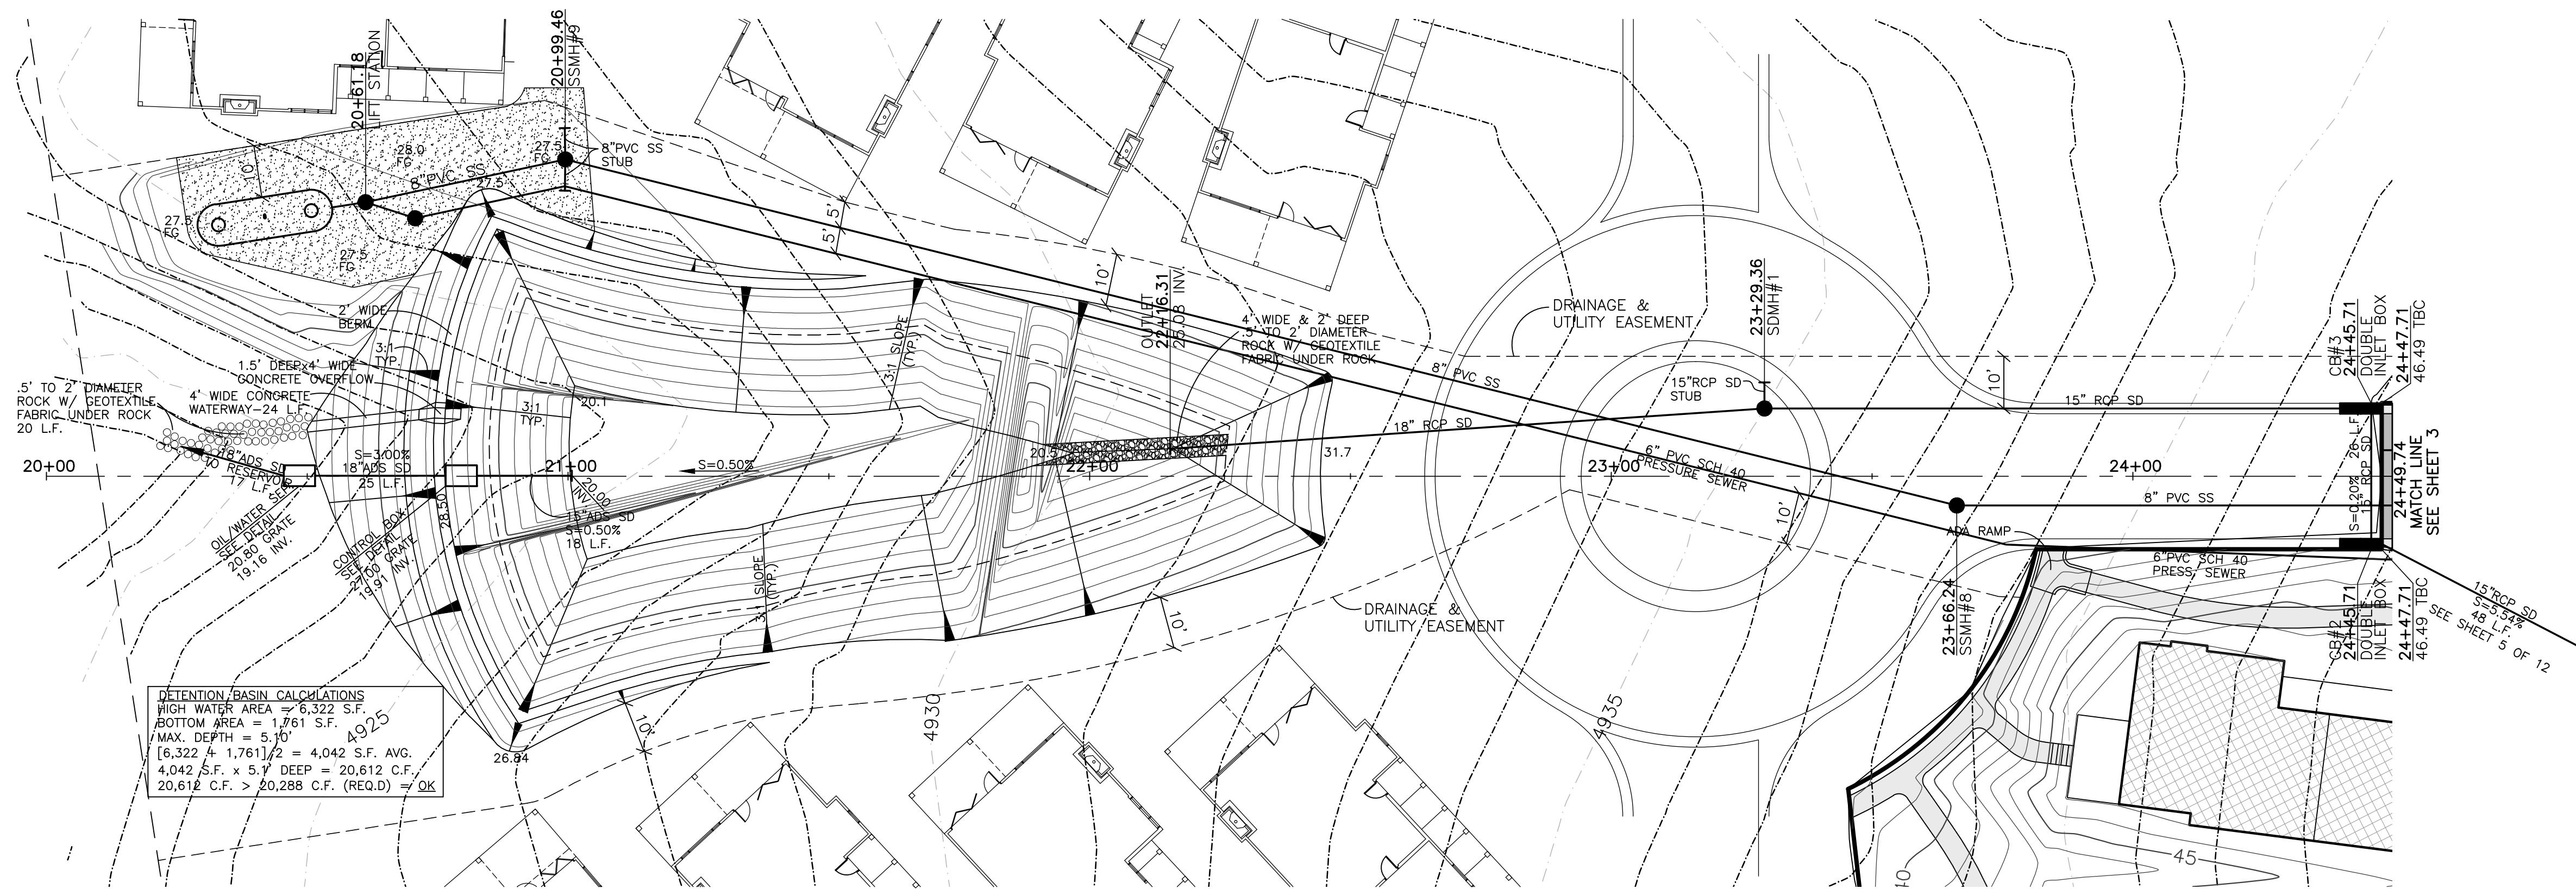 20+61.18
LIFT STATION
20+99.46
SSMH#9
28.0
FG
27.5
FG
8"PVC SS
STUB
8"PVC SS
27.5
10'
27.5
FG
27.5
FG
5'
5'
10'
OUTLET
22+16.31
4' WIDE & 2' DEEP
.5' TO 2' DIAMETER
ROCK W/ GEOTEXTILE
FABRIC UNDER ROCK
DRAINAGE &
UTILITY EASEMENT
23+29.36
SDMH#1
15"RCP SD
STUB
CB#3
24+45.71
DOUBLE
INLET BOX
24+47.71
46.49 TBC
10'
2' WIDE
BERM
3:1
TYP.
1.5' DEEPx4' WIDE
CONCRETE OVERFLOW
4' WIDE CONCRETE
WATERWAY-24 L.F.
.5' TO 2' DIAMETER
ROCK W/ GEOTEXTILE
FABRIC UNDER ROCK
20 L.F.
3:1 SLOPE
(TYP.)
3:1
TYP.
20.1
8" PVC SS
18" RCP SD
15" RCP SD
20+00
18"ADS SD
TO RESERVOIR
17 L.F.
S=3.00%
18"ADS SD
25 L.F.
21+00
S=0.50%
20.5
22+00
31.7
6" PVC SCH 40
PRESSURE SEWER
23+00
24+00
8" PVC SS
S=0.20% 26 L.F.
15" RCP SD
24+49.74
MATCH LINE
SEE SHEET 3
28.50
20.00
INV.
15"ADS SD
S=0.50%
18 L.F.
OIL/WATER SEP.
SEE DETAIL
20.80 GRATE
19.16 INV.
CONTROL BOX
SEE DETAIL
27.00 GRATE
19.91 INV.
3:1 SLOPE
(TYP.)
10'
10'
ADA RAMP
6"PVC SCH 40
PRESS. SEWER
15"RCP SD
S=5.54%
48 L.F.
SEE SHEET 5 OF 12
DRAINAGE &
UTILITY EASEMENT
23+66.24
SSMH#8
CB#2
24+45.71
DOUBLE
INLET BOX
24+47.71
46.49 TBC
DETENTION BASIN CALCULATIONS
HIGH WATER AREA = 6,322 S.F.
BOTTOM AREA = 1,761 S.F.
MAX. DEPTH = 5.10'
[6,322 + 1,761]/2 = 4,042 S.F. AVG.
4,042 S.F. x 5.1' DEEP = 20,612 C.F.
20,612 C.F. > 20,288 C.F. (REQ.D) = OK
4925
10'
26.84
4930
4935
40
45